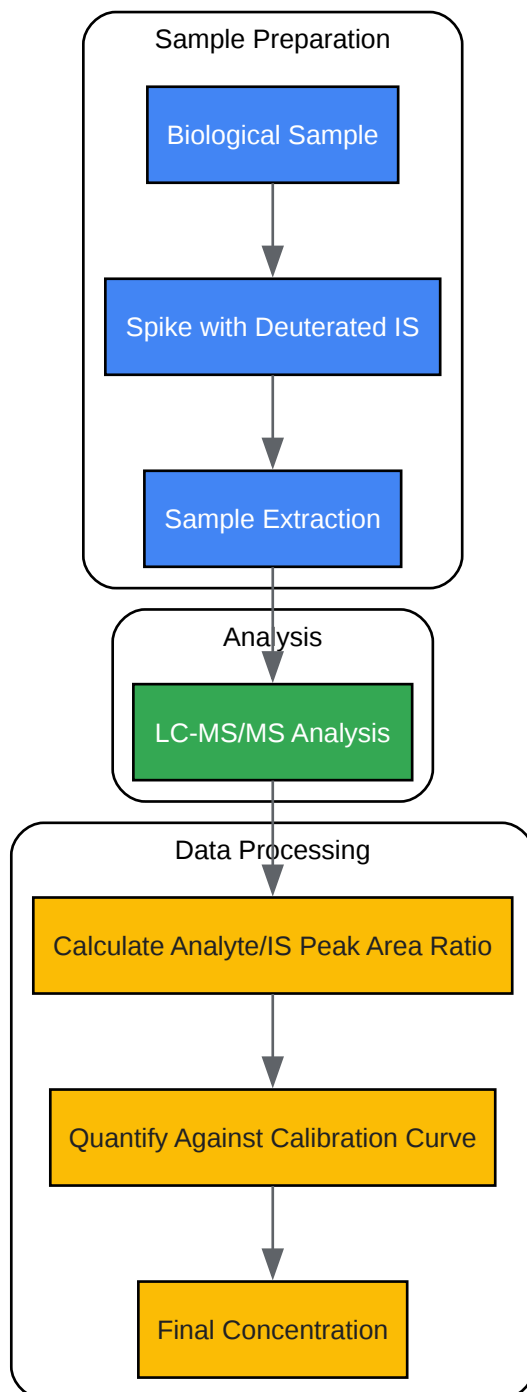 Sample Preparation
Biological Sample
Spike with Deuterated IS
Sample Extraction
Analysis
LC-MS/MS Analysis
Data Processing
Calculate Analyte/IS Peak Area Ratio
Quantify Against Calibration Curve
Final Concentration